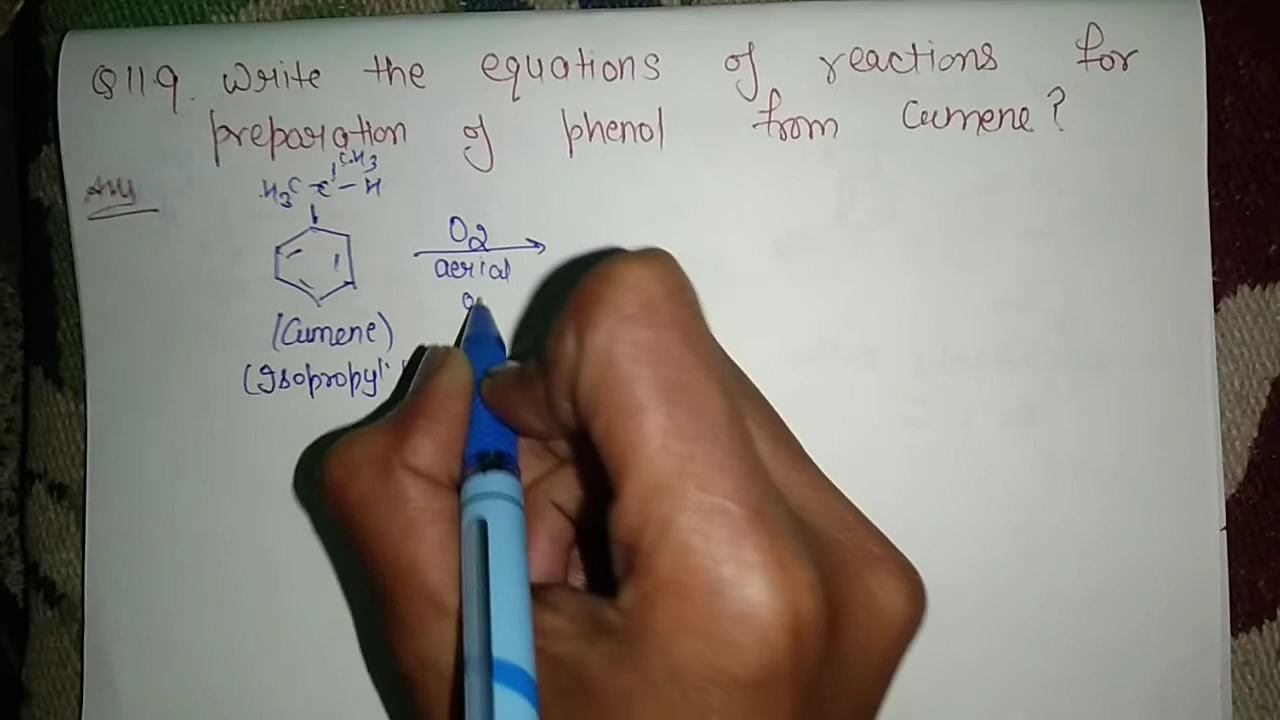 Q119. Write the equations of reactions for
preparation of phenol from Cumene?
Ans
CH3
H3C - C - H
O2
aerial
(Cumene)
(Isopropyl